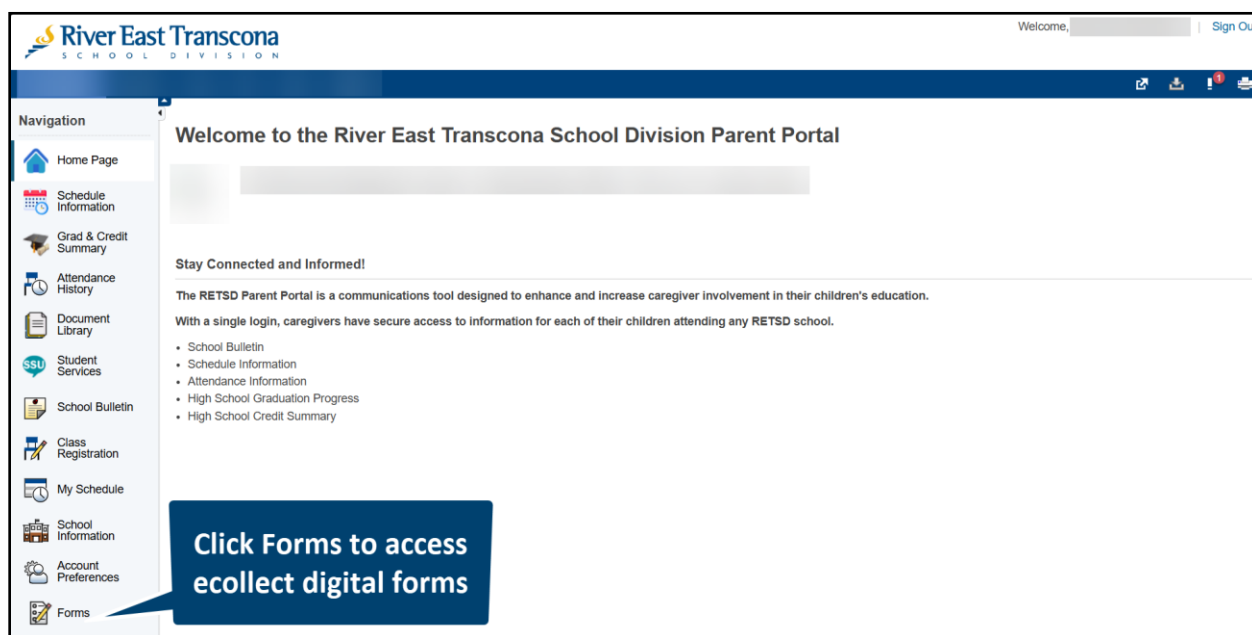 River East Transcona
SCHOOL DIVISION
Welcome,
Sign Ou
1
Navigation
Welcome to the River East Transcona School Division Parent Portal
Home Page
Schedule
Information
Grad & Credit
Summary
Stay Connected and Informed!
Attendance
History
The RETSD Parent Portal is a communications tool designed to enhance and increase caregiver involvement in their children's education.
Document
Library
With a single login, caregivers have secure access to information for each of their children attending any RETSD school.
• School Bulletin
• Schedule Information
• Attendance Information
• High School Graduation Progress
• High School Credit Summary
SSU
Student
Services
School Bulletin
Class
Registration
My Schedule
School
Information
Account
Preferences
Forms
Click Forms to access
ecollect digital forms